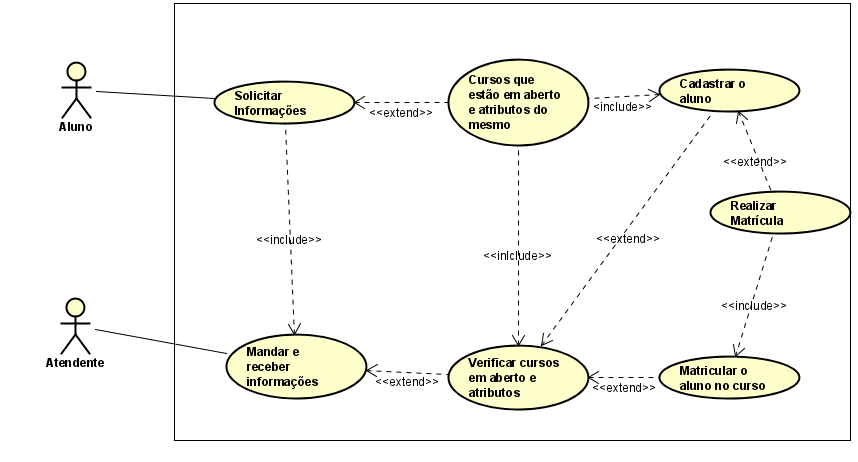 Aluno
Solicitar
Informações
<<extend>>
Cursos que
estão em aberto
e atributos do
mesmo
<include>>
Cadastrar o
aluno
<<extend>>
Realizar
Matrícula
<<include>>
<<inlclude>>
<<extend>>
<<include>>
Atendente
Mandar e
receber
informações
<<extend>>
Verificar cursos
em aberto e
atributos
<<extend>>
Matricular o
aluno no curso